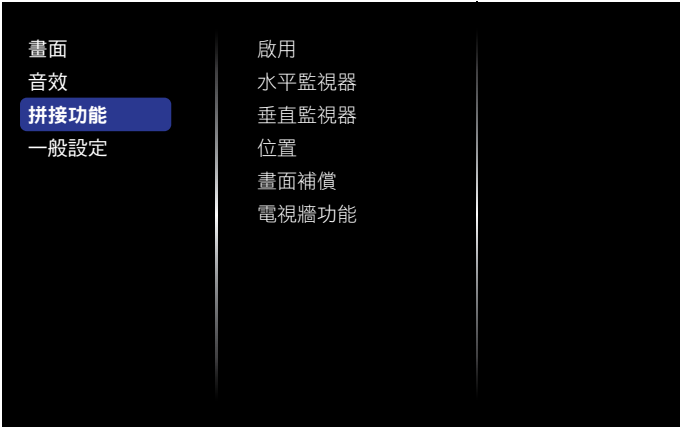 畫面
音效
拼接功能
一般設定
啟用
水平監視器
垂直監視器
位置
畫面補償
電視牆功能